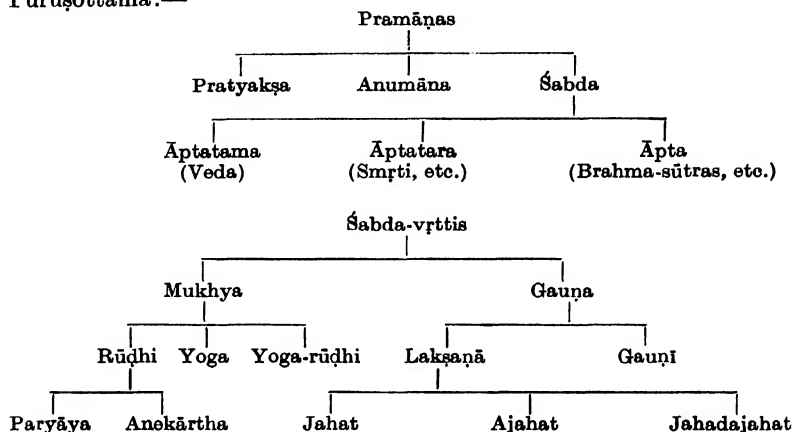 Puruṣottama:—
Pramāṇas
Pratyakṣa Anumāna Śabda
Āptatama Āptatara Āpta
(Veda) (Smṛti, etc.) (Brahma-sūtras, etc.)
Śabda-vṛttis
Mukhya Gauṇa
Rūḍhi Yoga Yoga-rūḍhi Lakṣaṇā Gauṇī
Paryāya Anekārtha Jahat Ajahat Jahadajahat